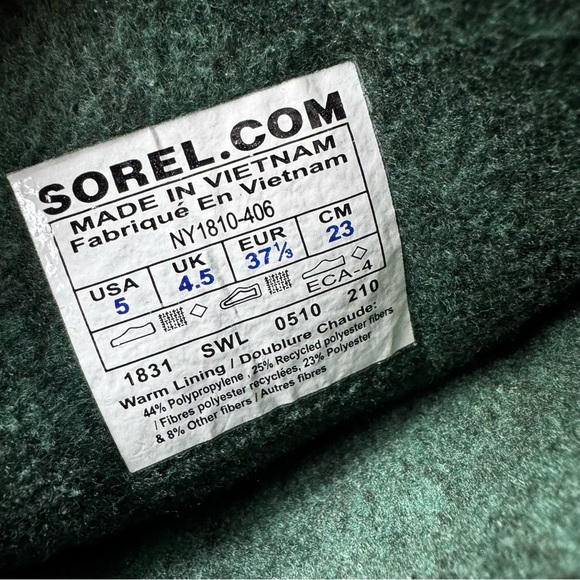 SOREL.COM
MADE IN VIETNAM
Fabriqué En Vietnam
NY1810-406
USA UK EUR CM
5 4.5 37⅓ 23
ECA-4
1831 SWL 0510 210
Warm Lining / Doublure Chaude:
44% Polypropylene , 25% Recycled polyester fibers
/ Fibres polyester recyclées, 23% Polyester
& 8% Other fibers / Autres fibres